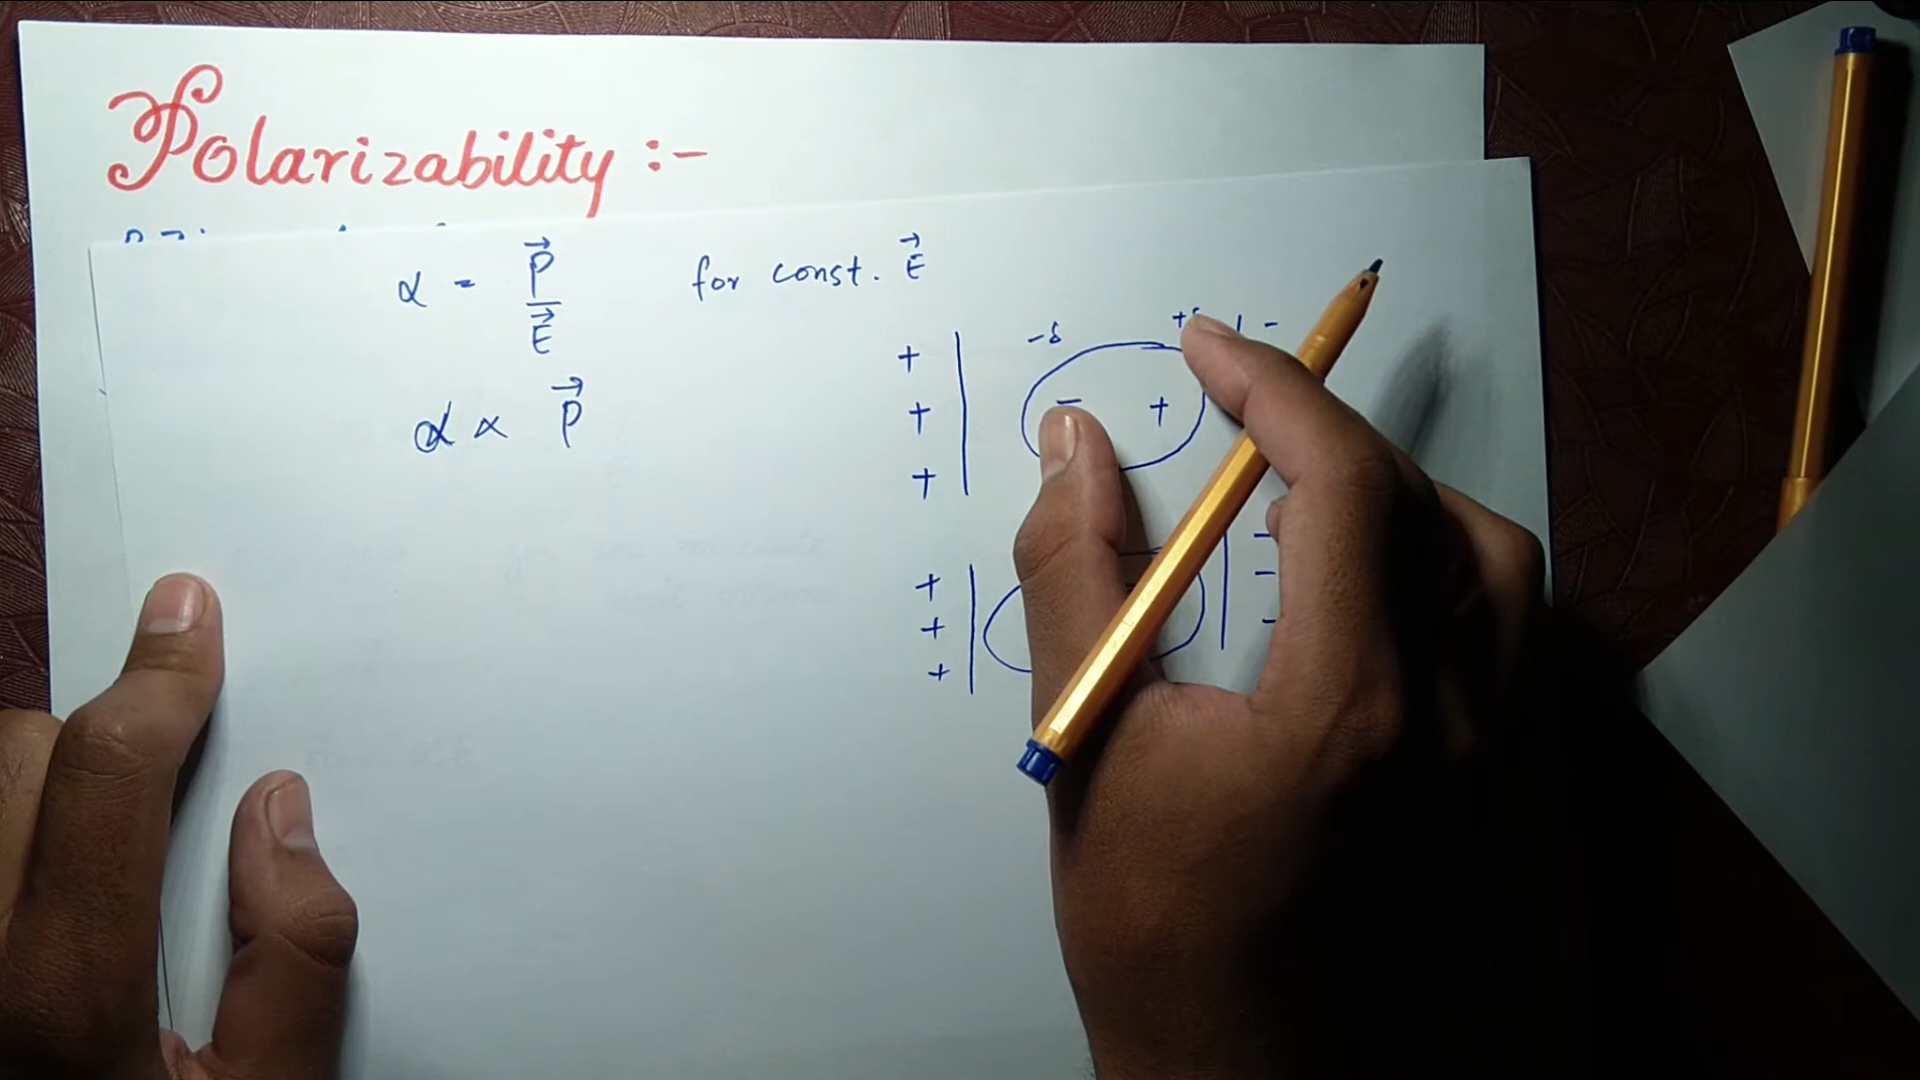 Polarizability :-
α = P⃗ / E⃗ for const. E⃗
α ∝ P⃗
-δ
+ -
+ - +
+
+ -
+ -
+ -